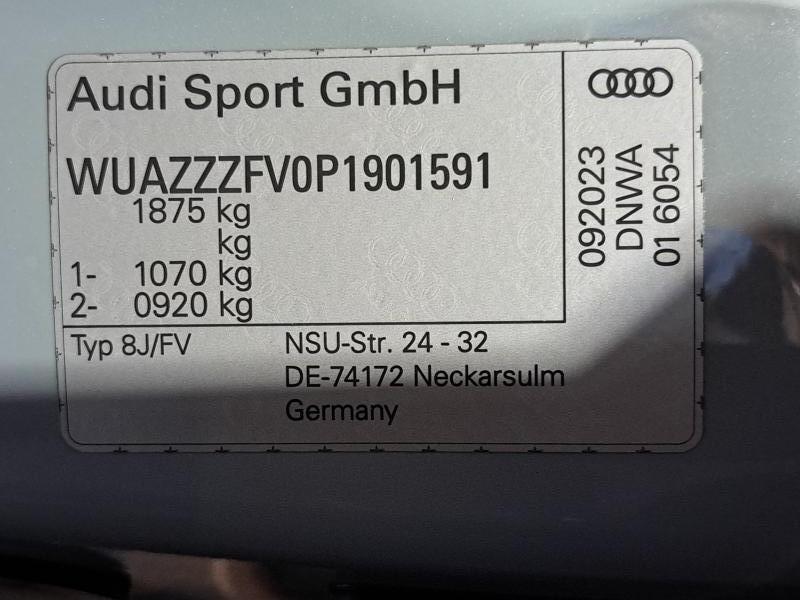 Audi Sport GmbH
WUAZZZFV0P1901591
1875 kg
kg
1- 1070 kg
2- 0920 kg
Typ 8J/FV
NSU-Str. 24 - 32
DE-74172 Neckarsulm
Germany
092023
DNWA
01 6054